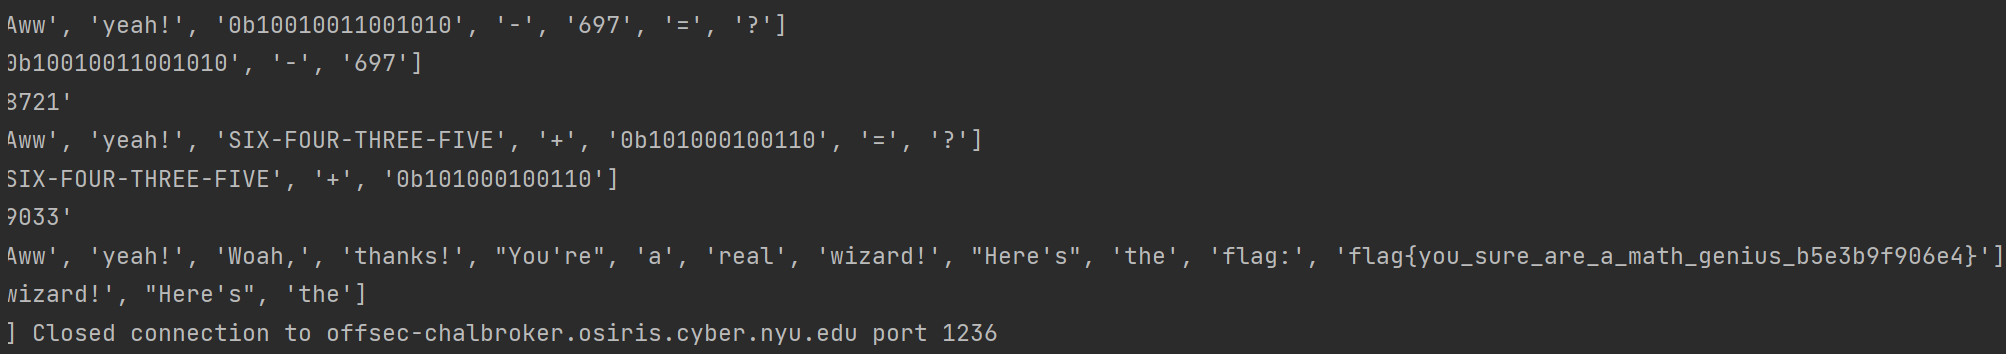 Aww', 'yeah!', '0b10010011001010', '-', '697', '=', '?']
0b10010011001010', '-', '697']
8721'
Aww', 'yeah!', 'SIX-FOUR-THREE-FIVE', '+', '0b101000100110', '=', '?']
SIX-FOUR-THREE-FIVE', '+', '0b101000100110']
9033'
Aww', 'yeah!', 'Woah,', 'thanks!', "You're", 'a', 'real', 'wizard!', "Here's", 'the', 'flag:', 'flag{you_sure_are_a_math_genius_b5e3b9f906e4}']
wizard!', "Here's", 'the']
] Closed connection to offsec-chalbroker.osiris.cyber.nyu.edu port 1236